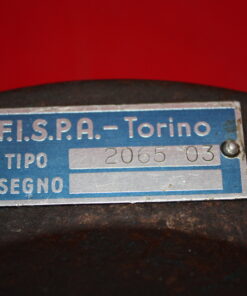 F.I.S.P.A.-Torino
TIPO 2065 03
SEGNO